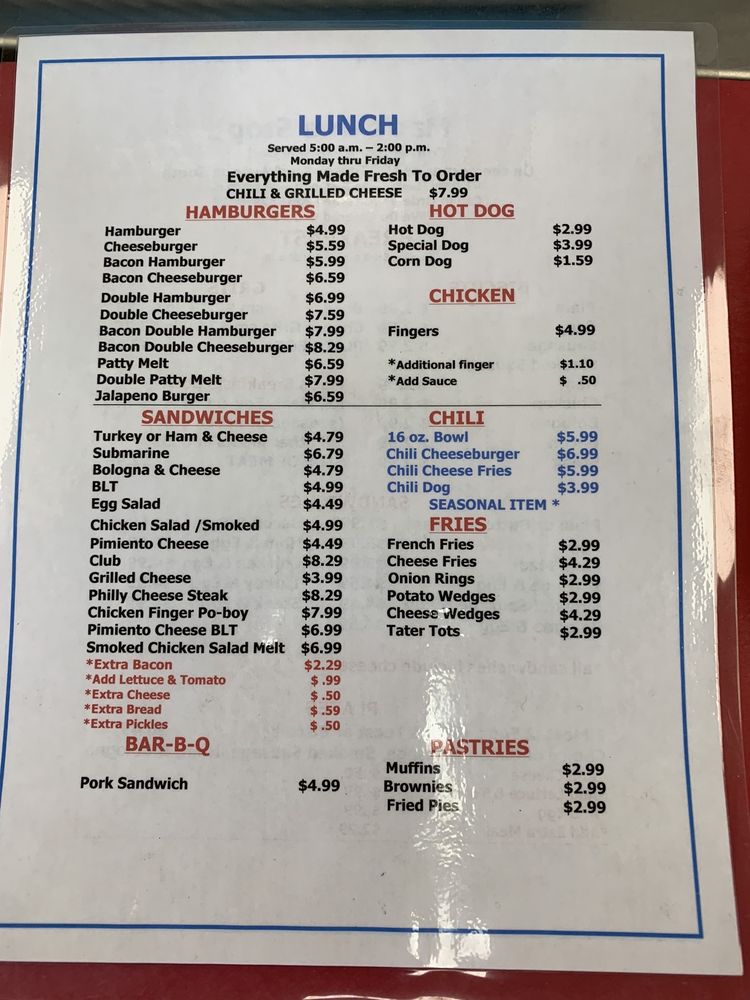 LUNCH
Served 5:00 a.m. – 2:00 p.m.
Monday thru Friday
Everything Made Fresh To Order
CHILI & GRILLED CHEESE $7.99
HAMBURGERS
Hamburger $4.99
Cheeseburger $5.59
Bacon Hamburger $5.99
Bacon Cheeseburger $6.59
Double Hamburger $6.99
Double Cheeseburger $7.59
Bacon Double Hamburger $7.99
Bacon Double Cheeseburger $8.29
Patty Melt $6.59
Double Patty Melt $7.99
Jalapeno Burger $6.59
HOT DOG
Hot Dog $2.99
Special Dog $3.99
Corn Dog $1.59
CHICKEN
Fingers $4.99
*Additional finger $1.10
*Add Sauce $ .50
SANDWICHES
Turkey or Ham & Cheese $4.79
Submarine $6.79
Bologna & Cheese $4.79
BLT $4.99
Egg Salad $4.49
Chicken Salad /Smoked $4.99
Pimiento Cheese $4.49
Club $8.29
Grilled Cheese $3.99
Philly Cheese Steak $8.29
Chicken Finger Po-boy $7.99
Pimiento Cheese BLT $6.99
Smoked Chicken Salad Melt $6.99
*Extra Bacon $2.29
*Add Lettuce & Tomato $ .99
*Extra Cheese $ .50
*Extra Bread $ .59
*Extra Pickles $ .50
CHILI
16 oz. Bowl $5.99
Chili Cheeseburger $6.99
Chili Cheese Fries $5.99
Chili Dog $3.99
SEASONAL ITEM *
FRIES
French Fries $2.99
Cheese Fries $4.29
Onion Rings $2.99
Potato Wedges $2.99
Cheese Wedges $4.29
Tater Tots $2.99
BAR-B-Q
Pork Sandwich $4.99
PASTRIES
Muffins $2.99
Brownies $2.99
Fried Pies $2.99